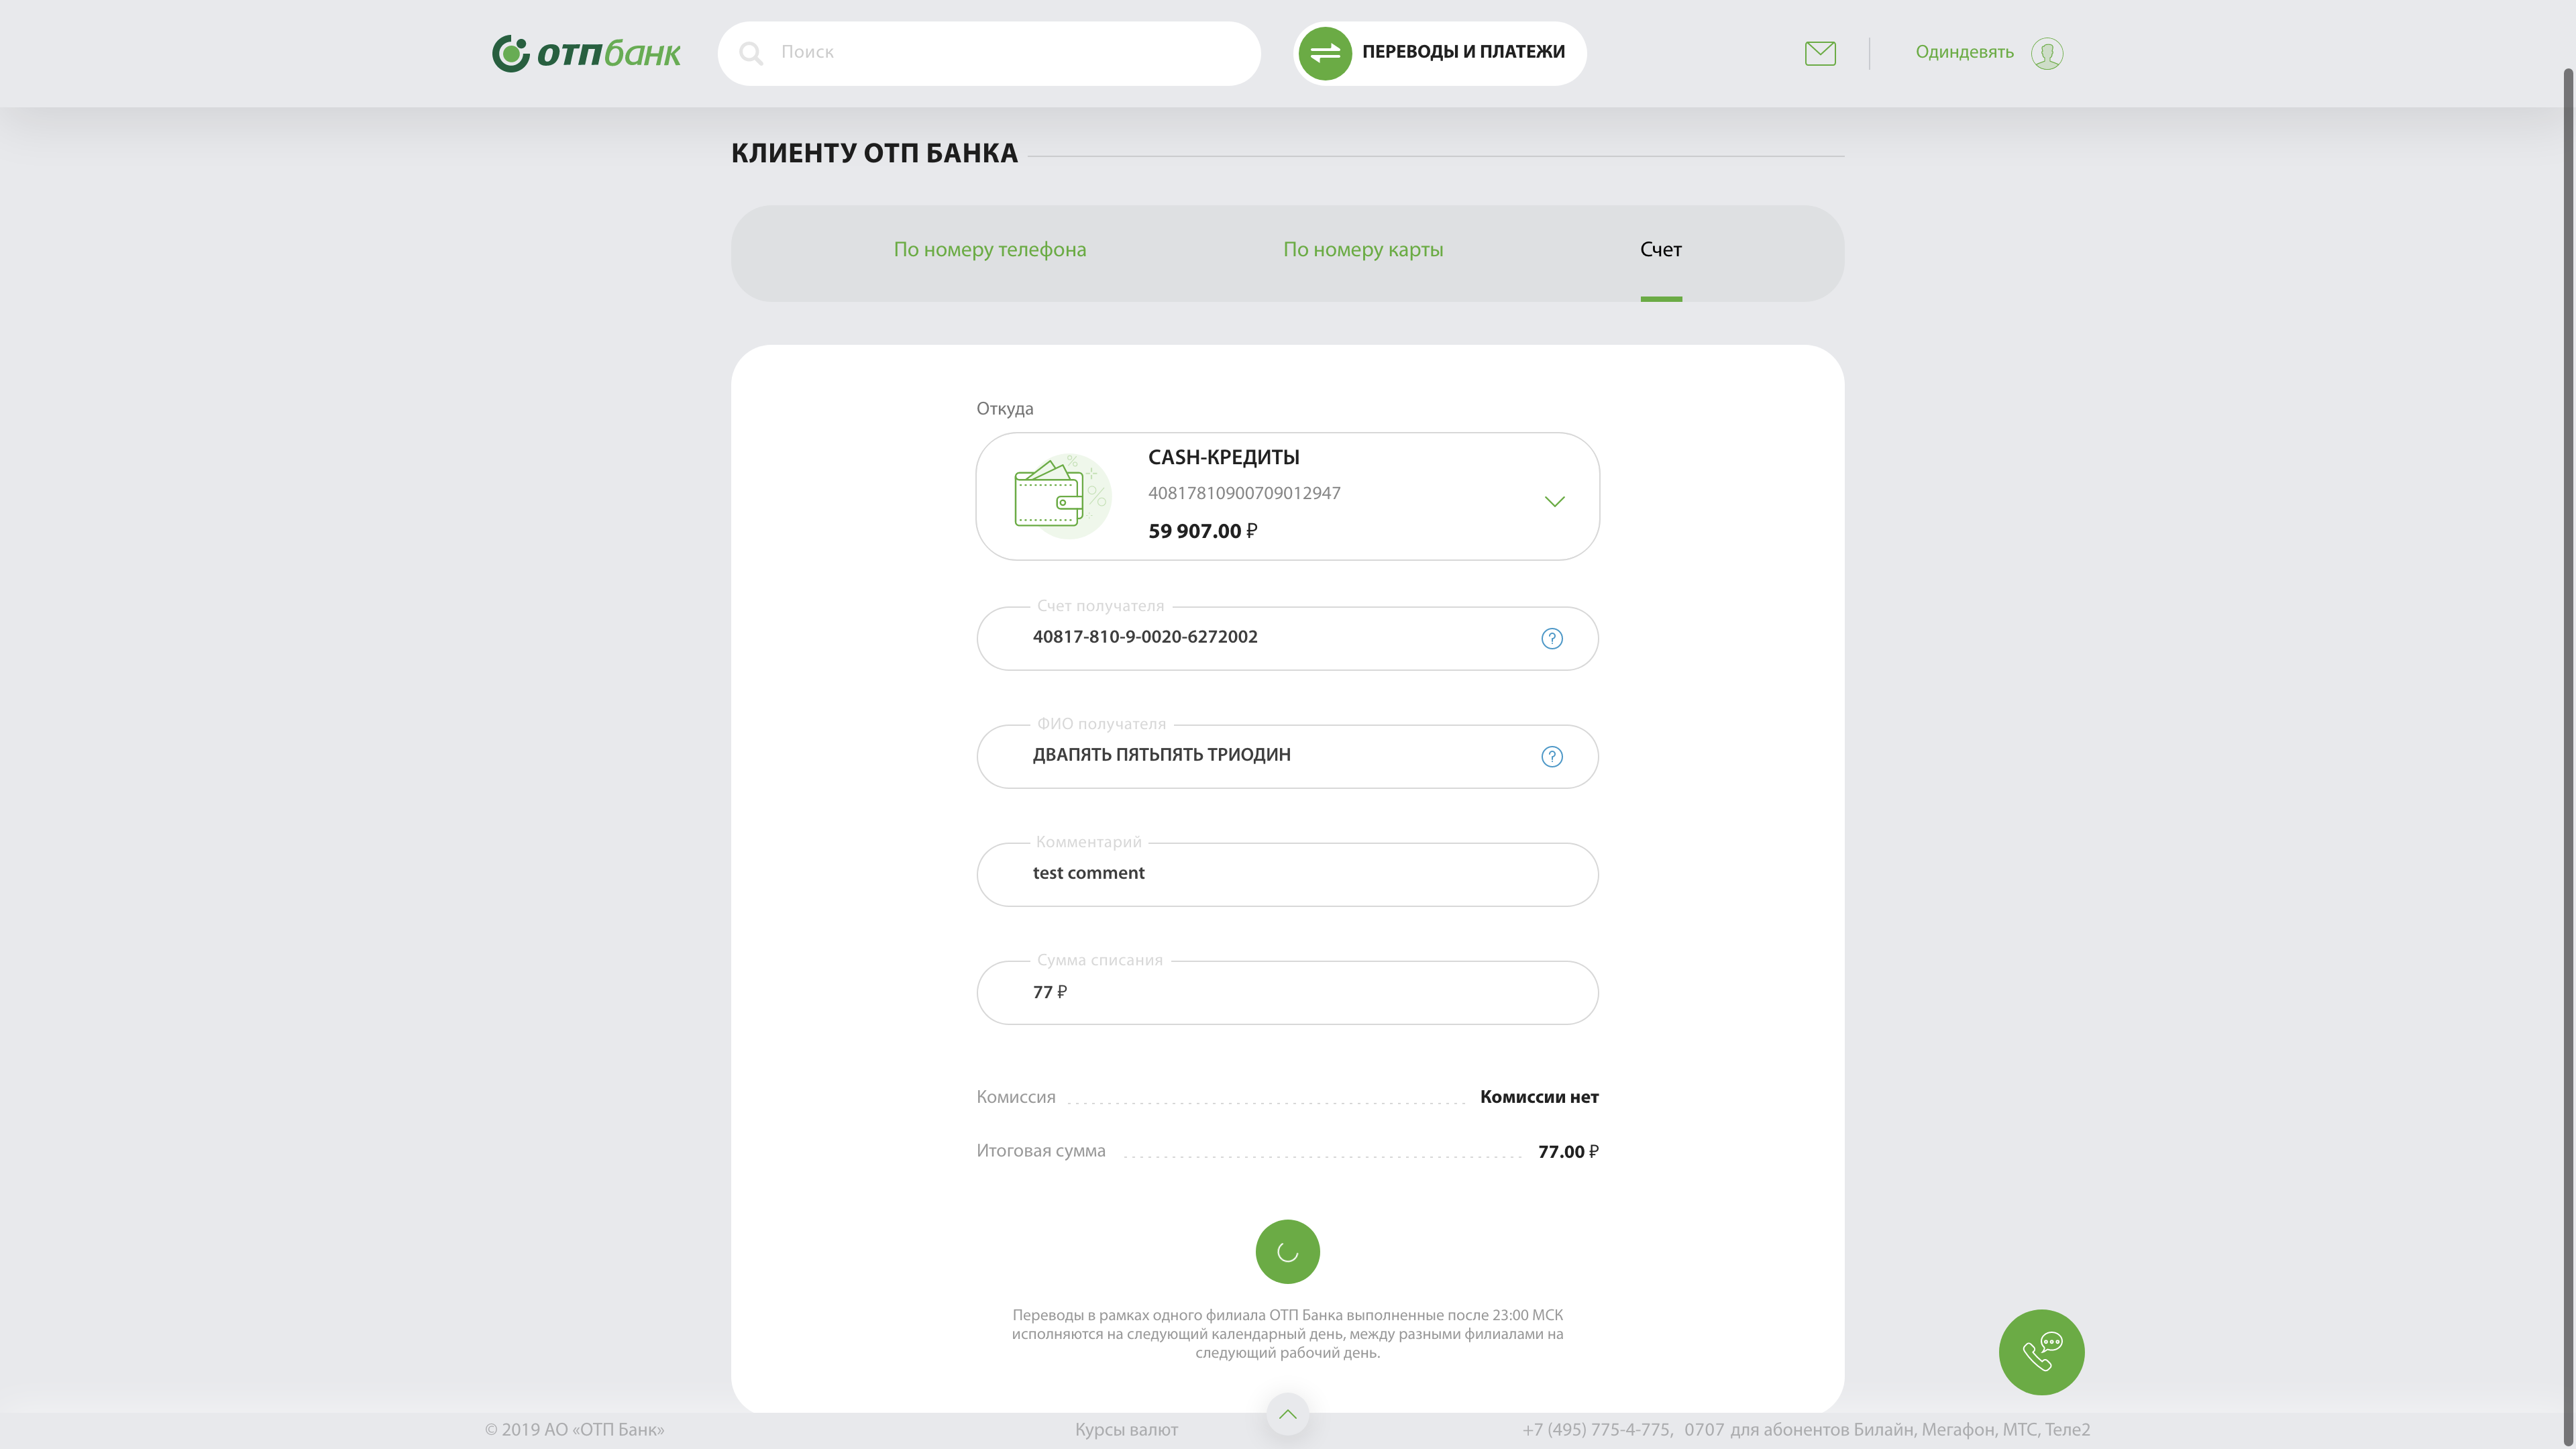 отпбанк
Поиск
ПЕРЕВОДЫ И ПЛАТЕЖИ
Одиндевять
КЛИЕНТУ ОТП БАНКА
По номеру телефона
По номеру карты
Счет
Откуда
CASH-КРЕДИТЫ
40817810900709012947
59 907.00 ₽
Счет получателя
40817-810-9-0020-6272002
ФИО получателя
ДВАПЯТЬ ПЯТЬПЯТЬ ТРИОДИН
Комментарий
test comment
Сумма списания
77 ₽
Комиссия
Комиссии нет
Итоговая сумма
77.00 ₽
Переводы в рамках одного филиала ОТП Банка выполненные после 23:00 МСК
исполняются на следующий календарный день, между разными филиалами на
следующий рабочий день.
© 2019 АО «ОТП Банк»
Курсы валют
+7 (495) 775-4-775, 0707 для абонентов Билайн, Мегафон, МТС, Теле2